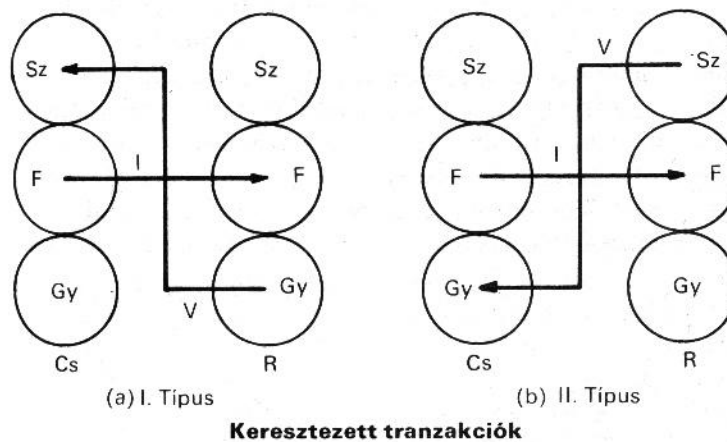 Sz Sz V Sz Sz
F I F F I F
Gy V Gy Gy Gy
Cs R Cs R
(a) I. Típus (b) II. Típus
Keresztezett tranzakciók